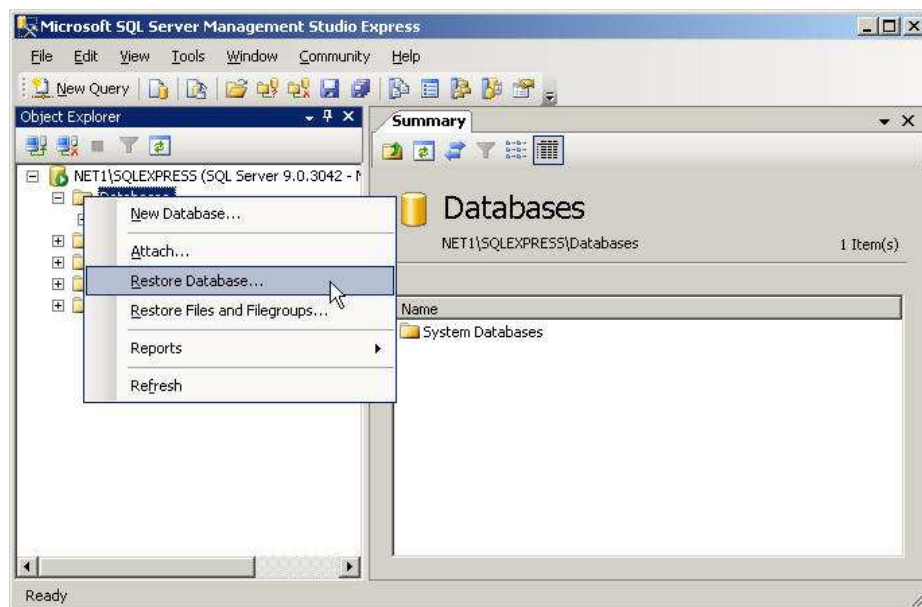 Microsoft SQL Server Management Studio Express
File Edit View Tools Window Community Help
New Query
Object Explorer
Summary
NET1\SQLEXPRESS (SQL Server 9.0.3042 -
Databases
New Database...
Attach...
Restore Database...
Restore Files and Filegroups...
Reports
Refresh
Databases
NET1\SQLEXPRESS\Databases 1 Item(s)
Name
System Databases
Ready